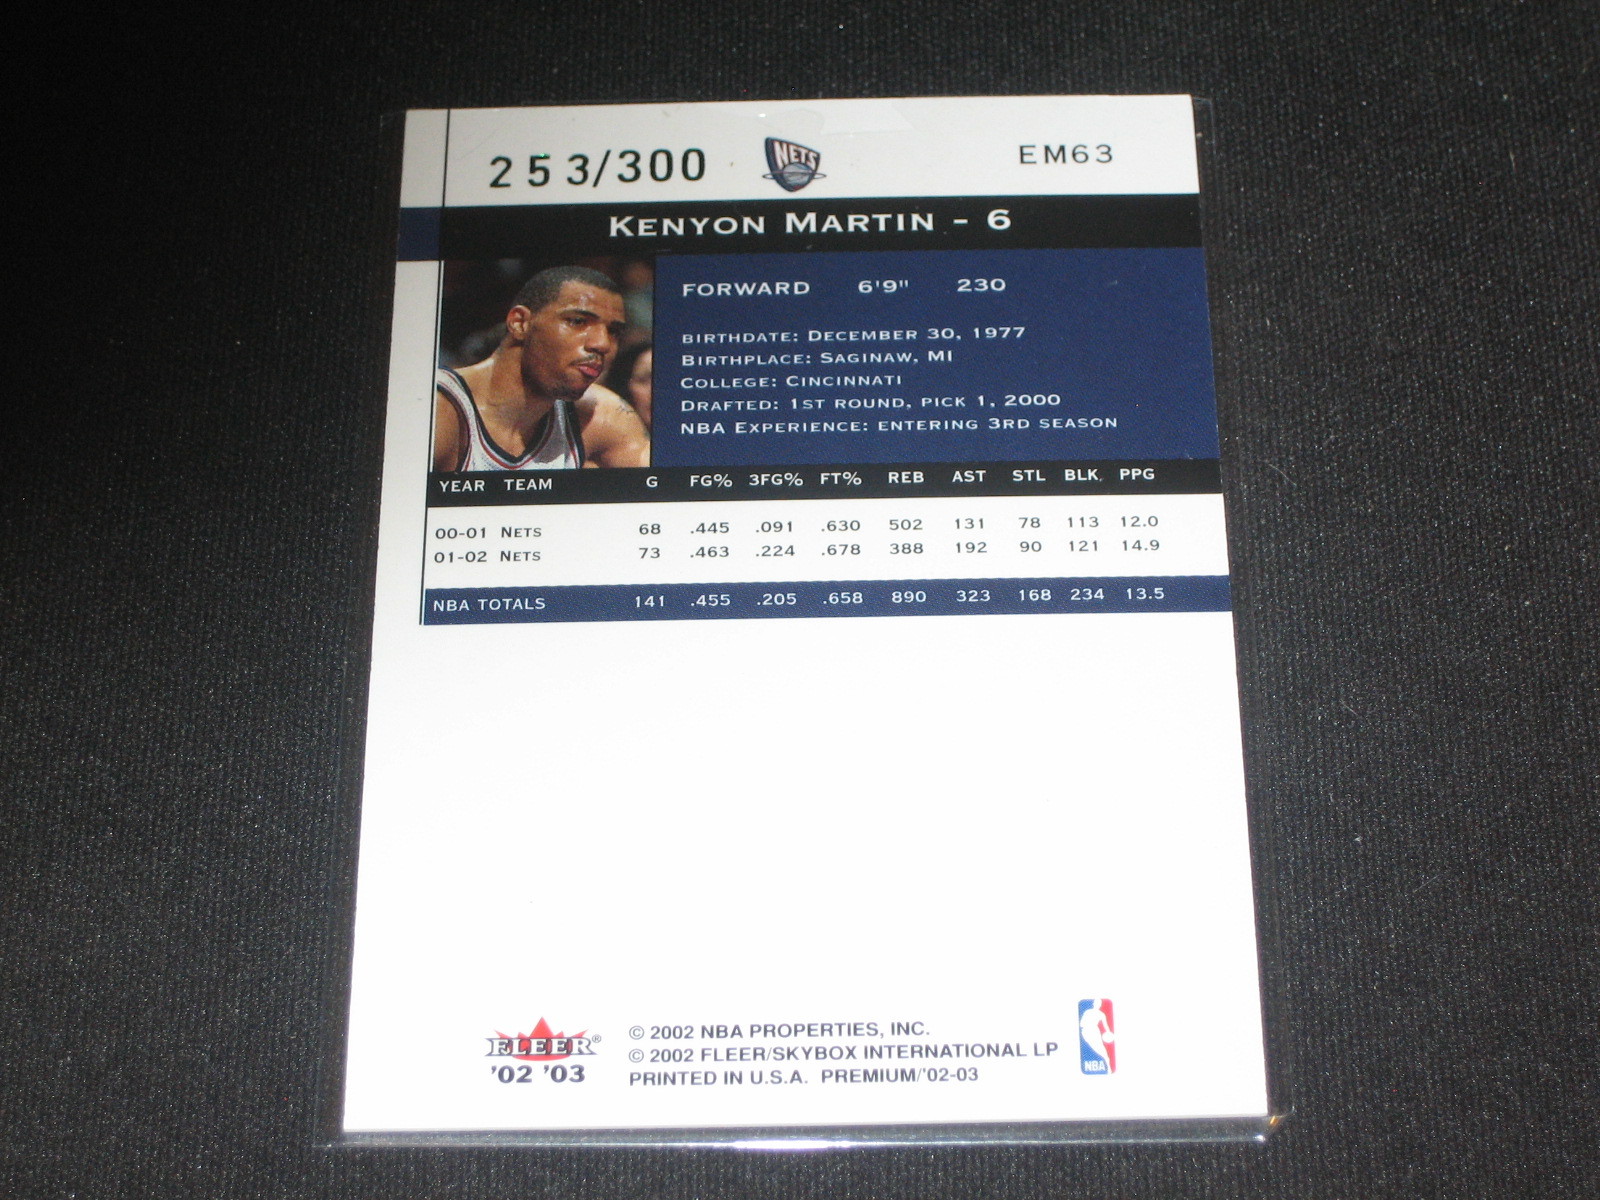 253/300 NETS EM63
KENYON MARTIN - 6
FORWARD 6'9" 230
BIRTHDATE: DECEMBER 30, 1977
BIRTHPLACE: SAGINAW, MI
COLLEGE: CINCINNATI
DRAFTED: 1ST ROUND, PICK 1, 2000
NBA EXPERIENCE: ENTERING 3RD SEASON
YEAR TEAM G FG% 3FG% FT% REB AST STL BLK PPG
00-01 NETS 68 .445 .091 .630 502 131 78 113 12.0
01-02 NETS 73 .463 .224 .678 388 192 90 121 14.9
NBA TOTALS 141 .455 .205 .658 890 323 168 234 13.5
FLEER®
'02 '03
© 2002 NBA PROPERTIES, INC.
© 2002 FLEER/SKYBOX INTERNATIONAL LP
PRINTED IN U.S.A. PREMIUM/'02-03
NBA